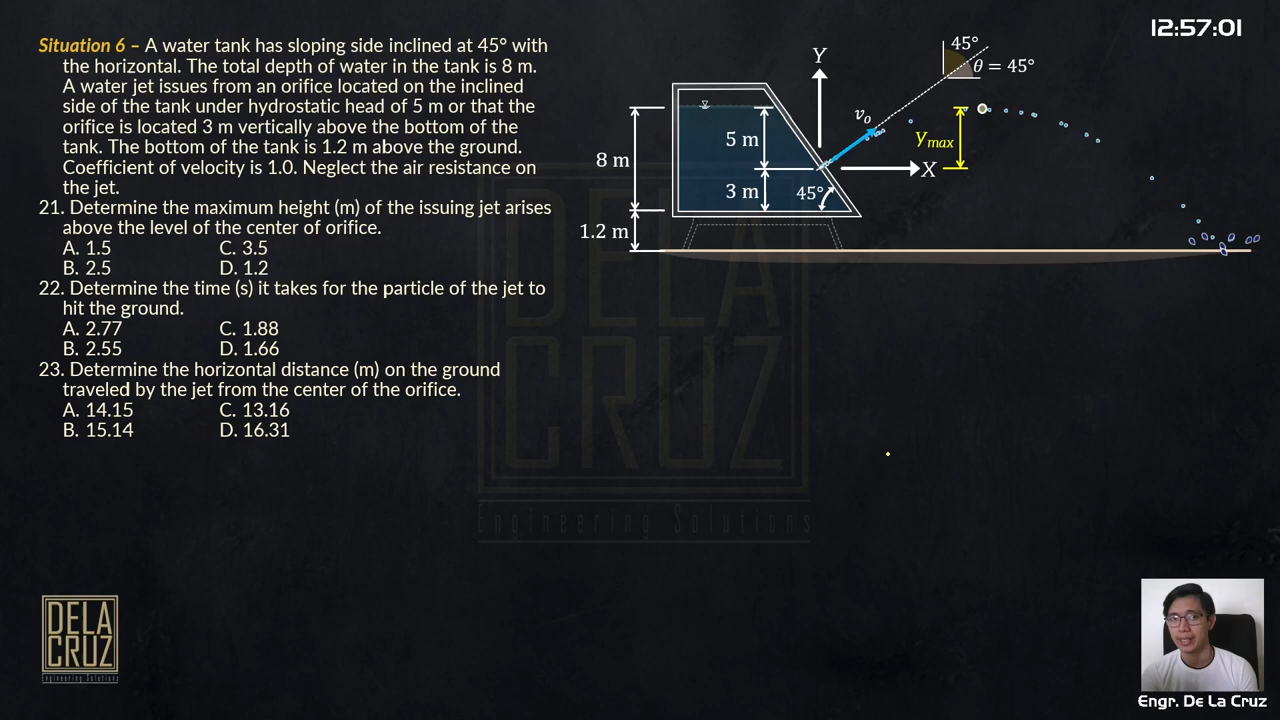 12:57:01
Situation 6 – A water tank has sloping side inclined at 45° with
the horizontal. The total depth of water in the tank is 8 m.
A water jet issues from an orifice located on the inclined
side of the tank under hydrostatic head of 5 m or that the
orifice is located 3 m vertically above the bottom of the
tank. The bottom of the tank is 1.2 m above the ground.
Coefficient of velocity is 1.0. Neglect the air resistance on
the jet.
21. Determine the maximum height (m) of the issuing jet arises
above the level of the center of orifice.
A. 1.5 C. 3.5
B. 2.5 D. 1.2
22. Determine the time (s) it takes for the particle of the jet to
hit the ground.
A. 2.77 C. 1.88
B. 2.55 D. 1.66
23. Determine the horizontal distance (m) on the ground
traveled by the jet from the center of the orifice.
A. 14.15 C. 13.16
B. 15.14 D. 16.31
Y
45°
θ = 45°
v₀
yₘₐₓ
X
5 m
8 m
3 m
45°
1.2 m
DELA
CRUZ
Engineering Solutions
DELA
CRUZ
Engineering Solutions
Engr. De La Cruz